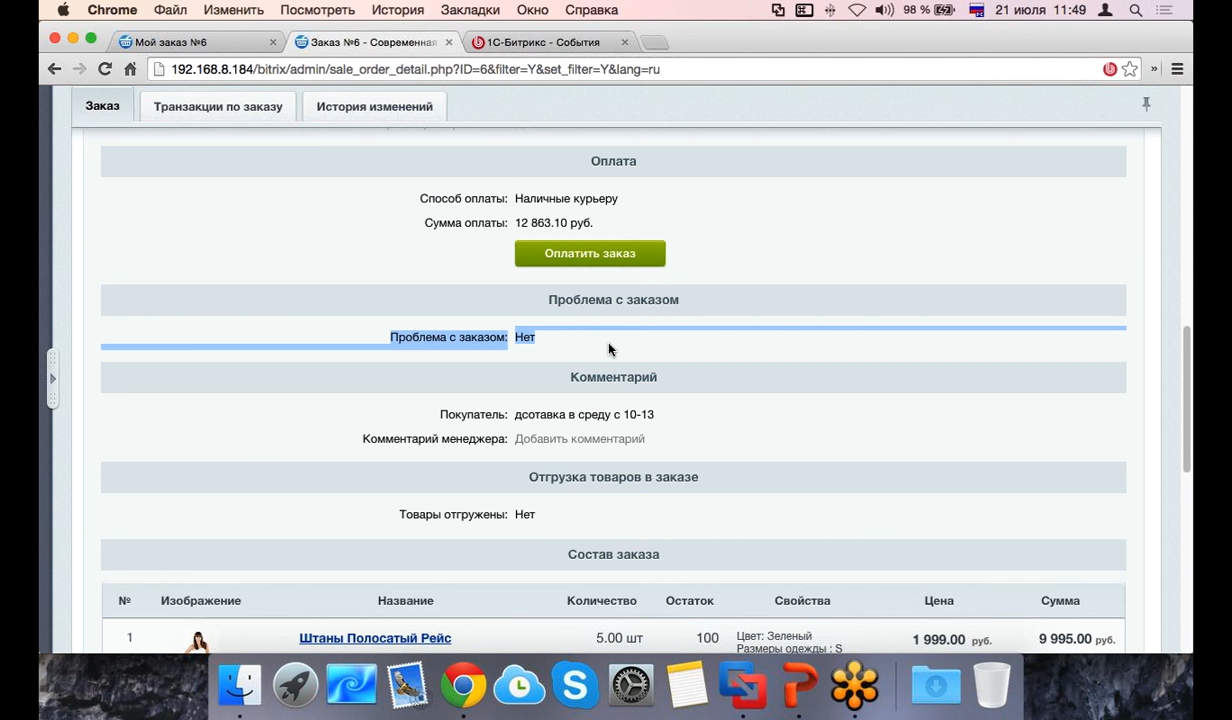 Chrome Файл Изменить Посмотреть История Закладки Окно Справка 98 % 21 июля 11:49
Мой заказ №6 × Заказ №6 - Современная × 1С-Битрикс - События ×
192.168.8.184/bitrix/admin/sale_order_detail.php?ID=6&filter=Y&set_filter=Y&lang=ru »
Заказ Транзакции по заказу История изменений
Оплата
Способ оплаты: Наличные курьеру
Сумма оплаты: 12 863.10 руб.
Оплатить заказ
Проблема с заказом
Проблема с заказом: Нет
Комментарий
Покупатель: дсотавка в среду с 10-13
Комментарий менеджера: Добавить комментарий
Отгрузка товаров в заказе
Товары отгружены: Нет
Состав заказа
№ Изображение Название Количество Остаток Свойства Цена Сумма
1 Штаны Полосатый Рейс 5.00 шт 100 Цвет: Зеленый 1 999.00 руб. 9 995.00 руб.
Размеры одежды : S